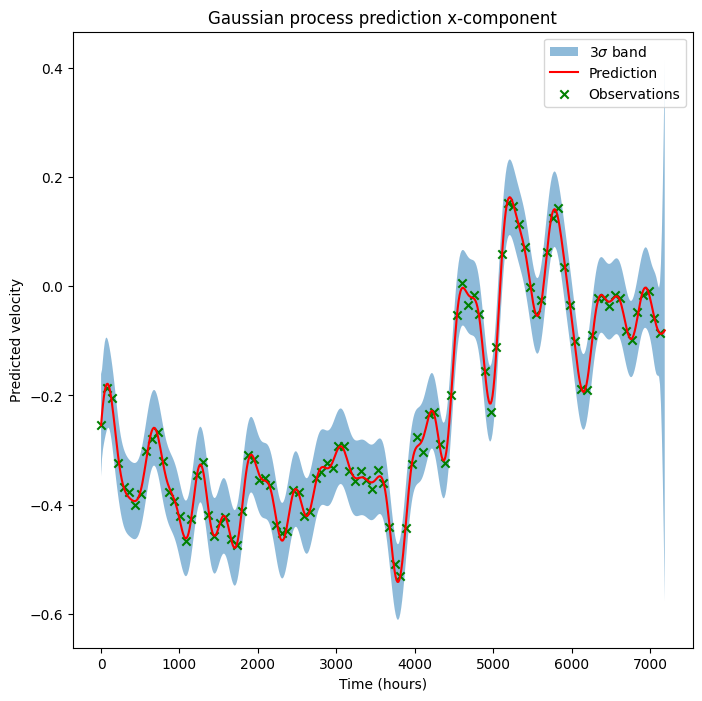 Gaussian process prediction x-component
3σ band
Prediction
Observations
0.4
0.2
0.0
−0.2
−0.4
−0.6
Predicted velocity
0 1000 2000 3000 4000 5000 6000 7000
Time (hours)